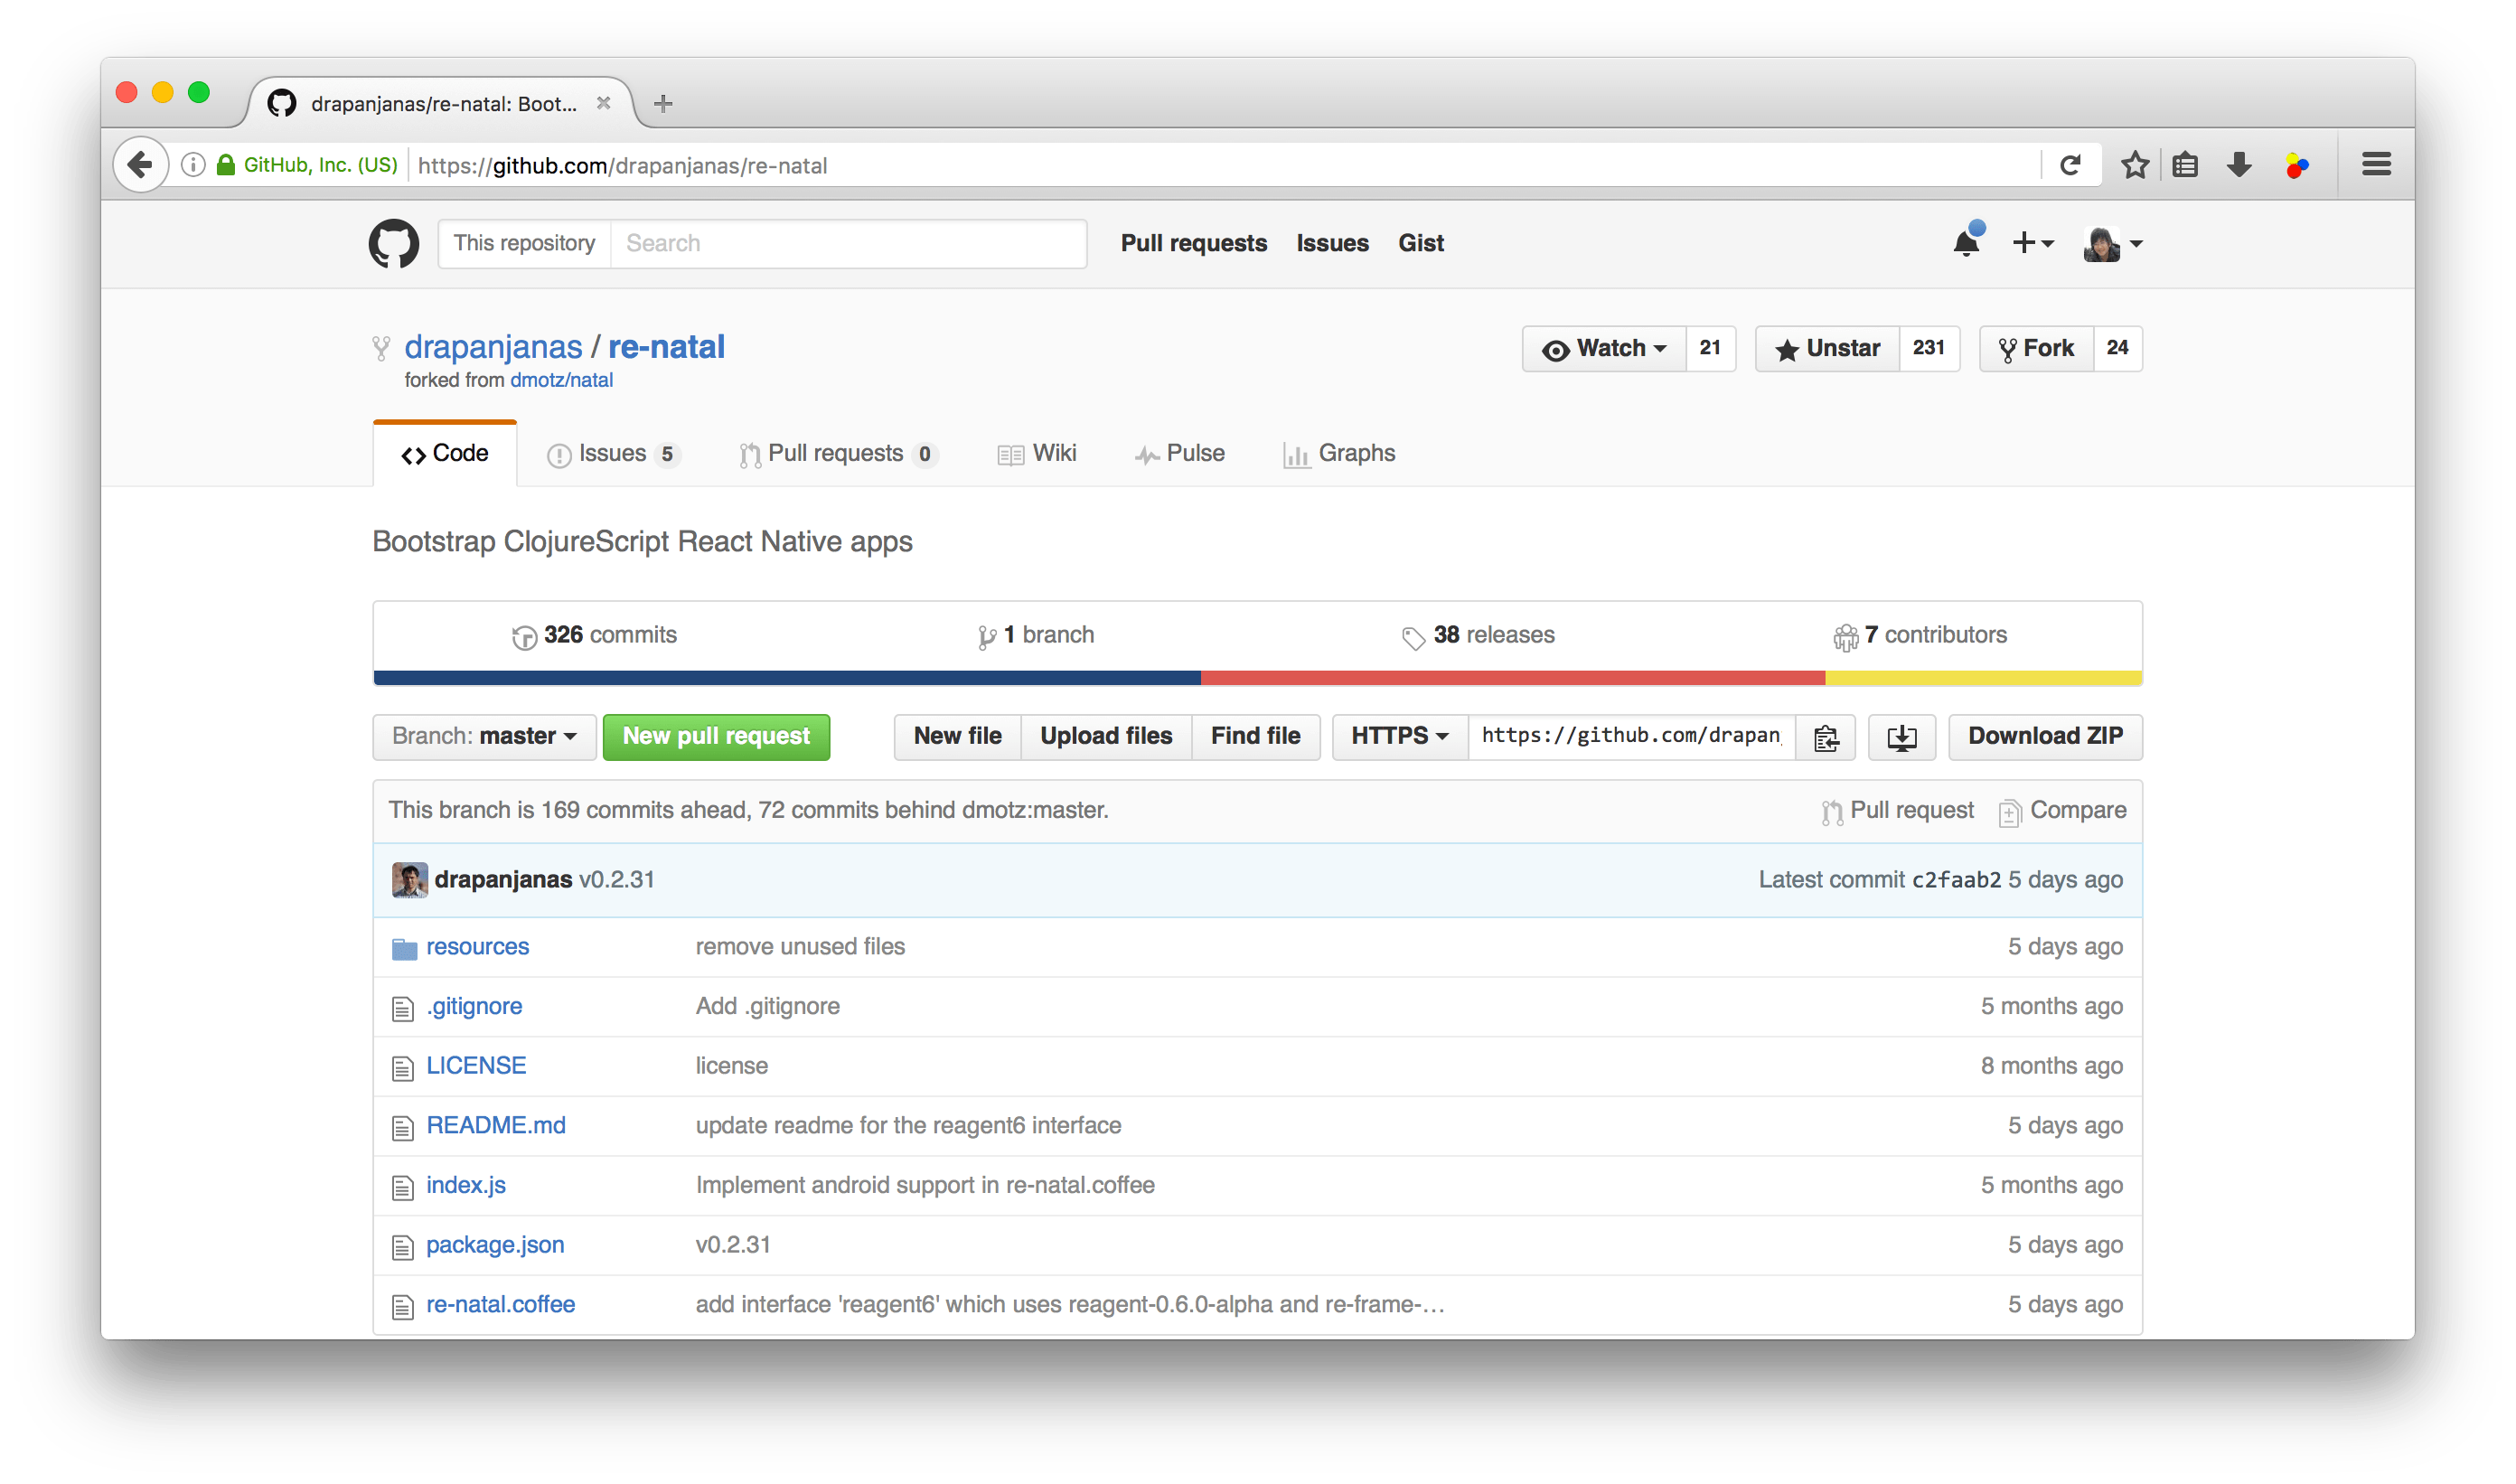 drapanjanas/re-natal: Boot...
GitHub, Inc. (US) https://github.com/drapanjanas/re-natal
This repository Search Pull requests Issues Gist
drapanjanas / re-natal Watch 21 Unstar 231 Fork 24
forked from dmotz/natal
Code Issues 5 Pull requests 0 Wiki Pulse Graphs
Bootstrap ClojureScript React Native apps
326 commits 1 branch 38 releases 7 contributors
Branch: master New pull request New file Upload files Find file HTTPS https://github.com/drapan Download ZIP
This branch is 169 commits ahead, 72 commits behind dmotz:master. Pull request Compare
drapanjanas v0.2.31 Latest commit c2faab2 5 days ago
resources remove unused files 5 days ago
.gitignore Add .gitignore 5 months ago
LICENSE license 8 months ago
README.md update readme for the reagent6 interface 5 days ago
index.js Implement android support in re-natal.coffee 5 months ago
package.json v0.2.31 5 days ago
re-natal.coffee add interface 'reagent6' which uses reagent-0.6.0-alpha and re-frame-… 5 days ago